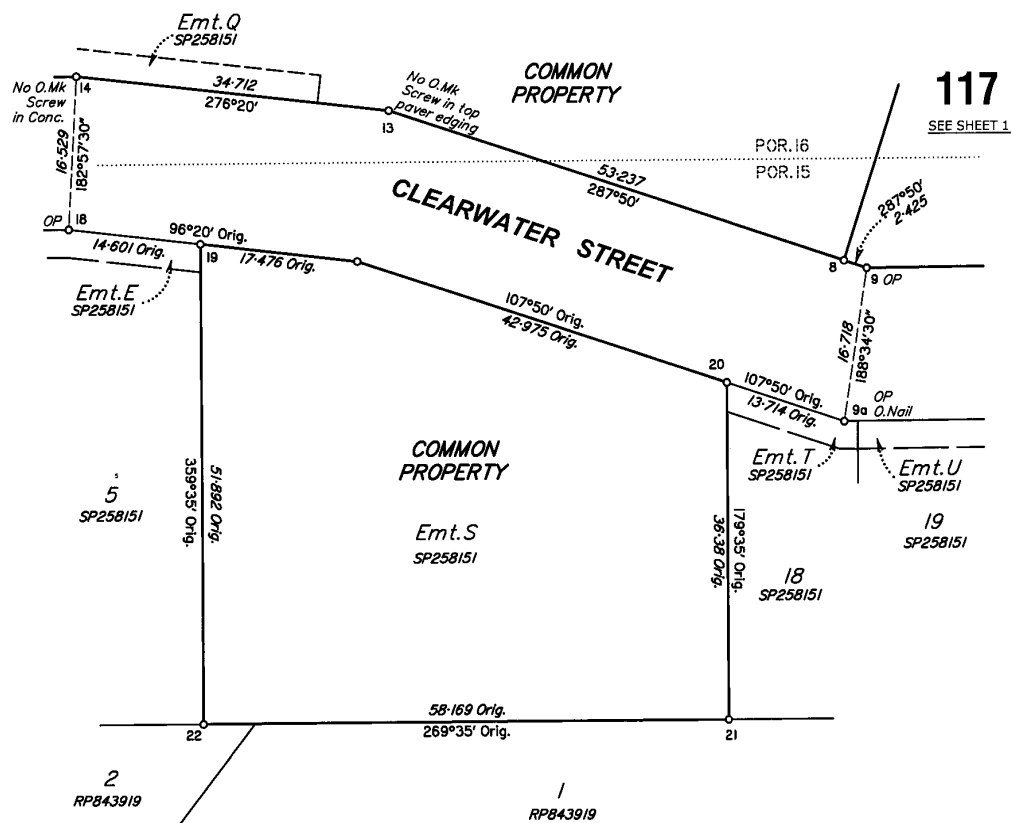 Emt.Q
SP258151
No O.Mk
Screw
in Conc.
14
34·712
276°20'
No O.Mk
Screw in top
paver edging
13
COMMON
PROPERTY
117
SEE SHEET 1
16·529
182°57'30"
POR.16
POR.15
53·237
287°50'
287°50'
2·425
CLEARWATER STREET
OP
18
96°20' Orig.
14·601 Orig.
19
17·476 Orig.
8
9 OP
Emt.E
SP258151
107°50' Orig.
42·975 Orig.
16·718
188°34'30"
20
107°50' Orig.
13·714 Orig.
OP
9a
O.Nail
COMMON
PROPERTY
Emt.T
SP258151
Emt.U
SP258151
5
SP258151
51·892 Orig.
359°35' Orig.
Emt.S
SP258151
179°35' Orig.
36·38 Orig.
19
SP258151
18
SP258151
58·169 Orig.
269°35' Orig.
22
21
2
RP843919
1
RP843919